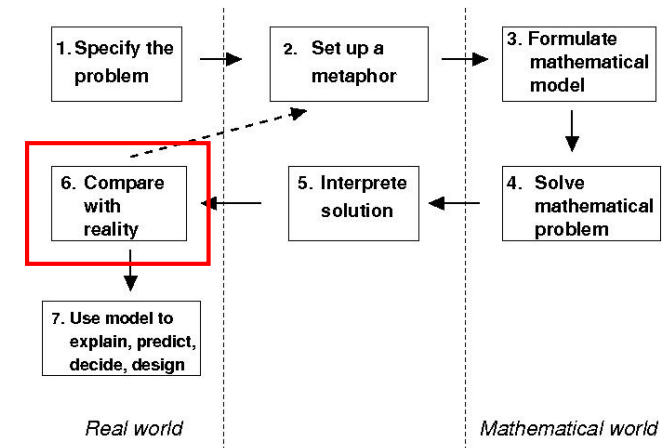 1. Specify the
problem
2. Set up a
metaphor
3. Formulate
mathematical
model
6. Compare
with
reality
5. Interprete
solution
4. Solve
mathematical
problem
7. Use model to
explain, predict,
decide, design
Real world
Mathematical world